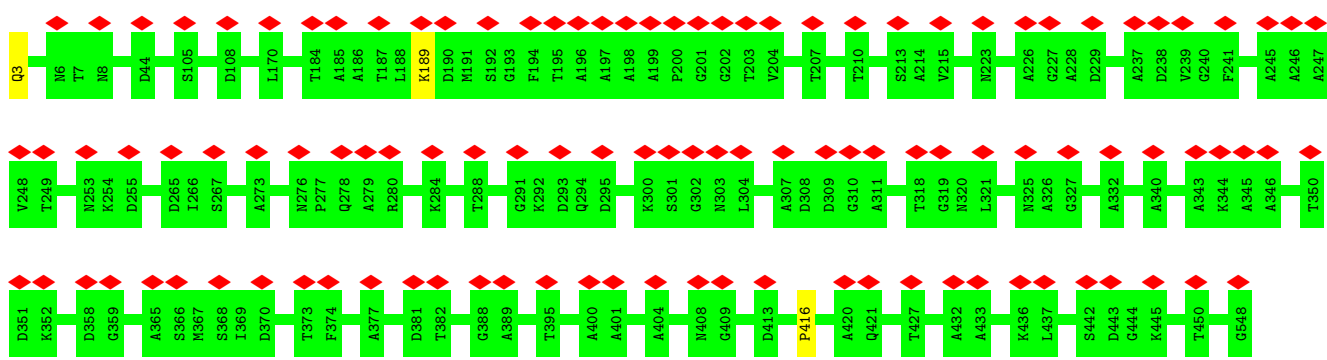 Q3 N6 T7 N8 D44 S105 D108 L170 T184 A185 A186 T187 L188 K189 D190 M191 S192 G193 F194 T195 A196 A197 A198 A199 P200 G201 G202 T203 V204 T207 T210 S213 A214 V215 N223 A226 G227 A228 D229 A237 D238 V239 G240 F241 A245 A246 A247
V248 T249 N253 K254 D255 D265 I266 S267 A273 N276 P277 Q278 A279 R280 K284 T288 G291 K292 D293 Q294 D295 K300 S301 G302 N303 L304 A307 D308 D309 G310 A311 T318 G319 N320 L321 N325 A326 G327 A332 A340 A343 K344 A345 A346 T350
D351 K352 D358 G359 A365 S366 M367 S368 I369 D370 T373 F374 A377 D381 T382 G388 A389 T395 A400 A401 A404 N408 G409 D413 P416 A420 Q421 T427 A432 A433 K436 L437 S442 D443 G444 K445 T450 G548